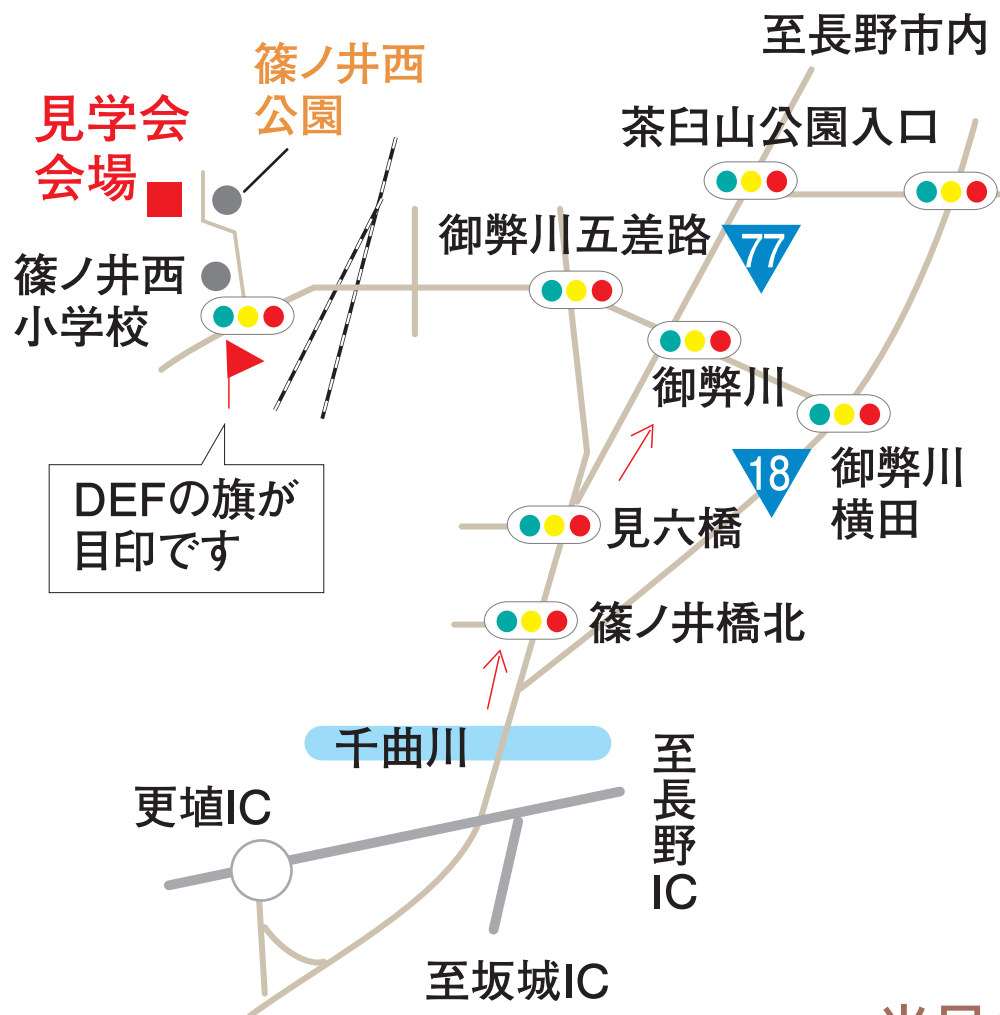 至長野市内
篠ノ井西
公園
見学会
会場
茶臼山公園入口
御弊川五差路
77
篠ノ井西
小学校
御弊川
18
御弊川
横田
DEFの旗が
目印です
見六橋
篠ノ井橋北
千曲川
至長野IC
更埴IC
至坂城IC